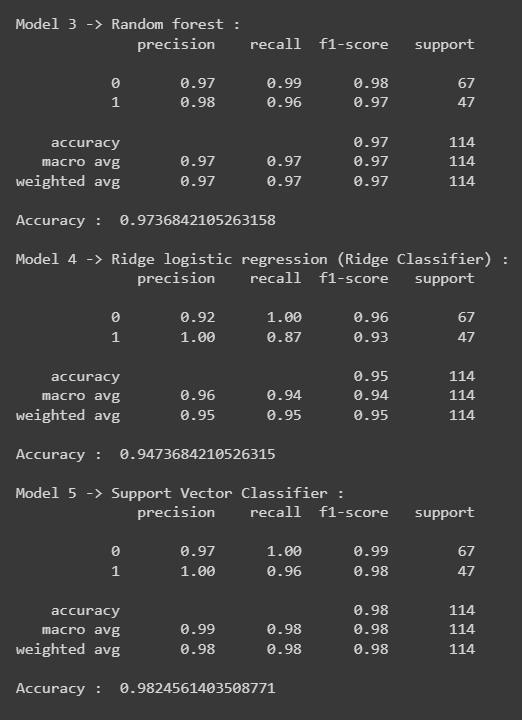 Model 3 -> Random forest :
precision recall f1-score support
0 0.97 0.99 0.98 67
1 0.98 0.96 0.97 47
accuracy 0.97 114
macro avg 0.97 0.97 0.97 114
weighted avg 0.97 0.97 0.97 114
Accuracy : 0.9736842105263158
Model 4 -> Ridge logistic regression (Ridge Classifier) :
precision recall f1-score support
0 0.92 1.00 0.96 67
1 1.00 0.87 0.93 47
accuracy 0.95 114
macro avg 0.96 0.94 0.94 114
weighted avg 0.95 0.95 0.95 114
Accuracy : 0.9473684210526315
Model 5 -> Support Vector Classifier :
precision recall f1-score support
0 0.97 1.00 0.99 67
1 1.00 0.96 0.98 47
accuracy 0.98 114
macro avg 0.99 0.98 0.98 114
weighted avg 0.98 0.98 0.98 114
Accuracy : 0.9824561403508771